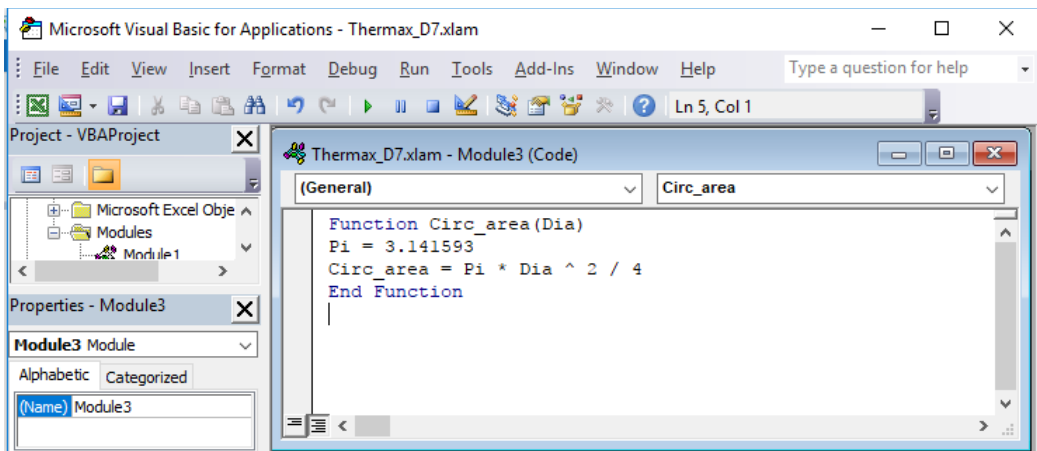 Microsoft Visual Basic for Applications - Thermax_D7.xlam
File Edit View Insert Format Debug Run Tools Add-Ins Window Help Type a question for help
Ln 5, Col 1
Project - VBAProject
Microsoft Excel Obje
Modules
Module1
Properties - Module3
Module3 Module
Alphabetic Categorized
(Name) Module3
Thermax_D7.xlam - Module3 (Code)
(General) Circ_area
Function Circ_area(Dia)
Pi = 3.141593
Circ_area = Pi * Dia ^ 2 / 4
End Function